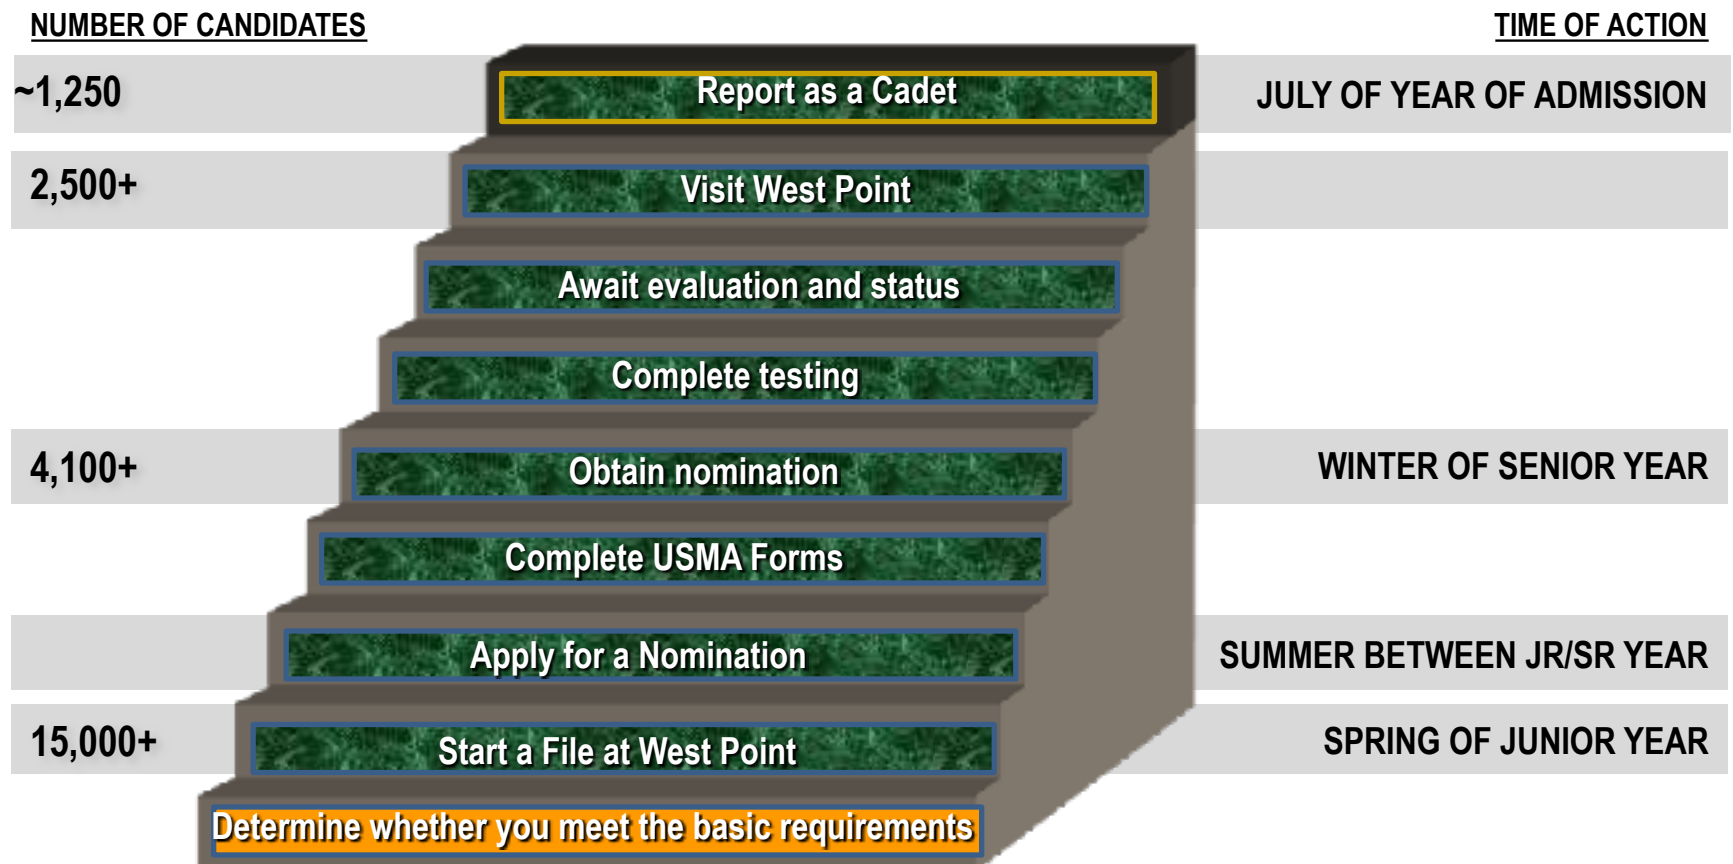 NUMBER OF CANDIDATES
TIME OF ACTION
~1,250
Report as a Cadet
JULY OF YEAR OF ADMISSION
2,500+
Visit West Point
Await evaluation and status
Complete testing
4,100+
Obtain nomination
WINTER OF SENIOR YEAR
Complete USMA Forms
Apply for a Nomination
SUMMER BETWEEN JR/SR YEAR
15,000+
Start a File at West Point
SPRING OF JUNIOR YEAR
Determine whether you meet the basic requirements